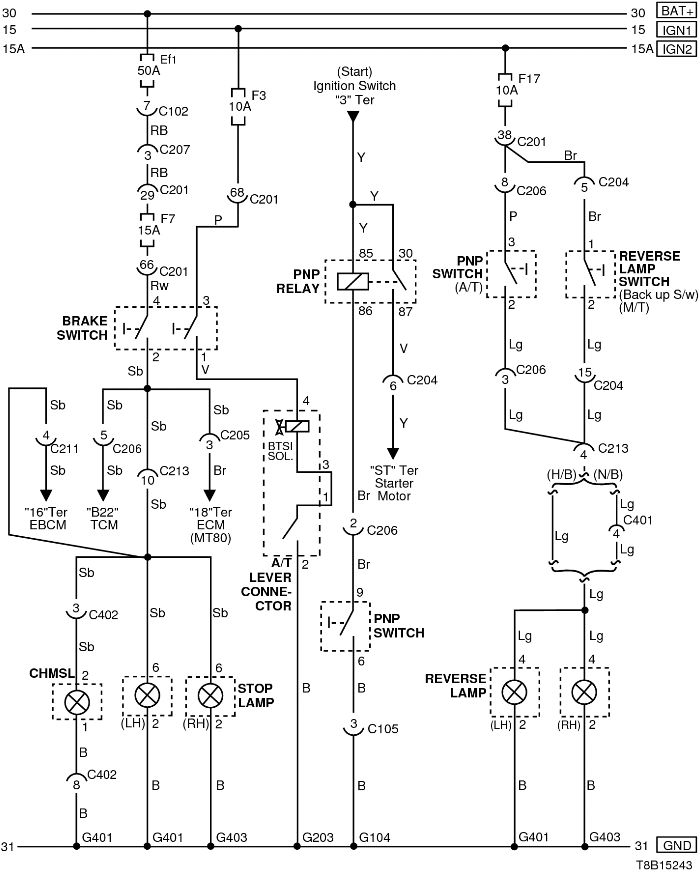 30 30 BAT+
15 15 IGN1
15A 15A IGN2
Ef1
50A
F3
10A
(Start)
Ignition Switch
"3" Ter
F17
10A
7 C102
RB
3 C207
RB
29 C201
F7
15A
66 C201
Rw
68 C201
P
Y
Y
Y
38 C201
Br
8 C206
5 C204
P
Br
85 30
PNP
RELAY
86 87
3
PNP
SWITCH
(A/T)
2
1
REVERSE
LAMP
SWITCH
(Back up S/w)
(M/T)
2
4 3
BRAKE
SWITCH
2 1
Sb V
V
6 C204
Y
"ST" Ter
Starter
Motor
Lg Lg
3 C206
15 C204
Lg Lg
4 C213
(H/B) (N/B)
Lg
Lg
C401
4
Lg
Lg
Sb Sb Sb Sb
4 C211
5 C206
3 C205
10 C213
Sb Sb Br
Sb
"16"Ter
EBCM
"B22"
TCM
"18"Ter
ECM
(MT80)
4
BTSI
SOL.
3
1
2
A/T
LEVER
CONNE-
CTOR
Br
2 C206
Br
9
PNP
SWITCH
6
B
3 C105
B
Sb
3 C402
Sb Sb Sb
CHMSL 2
1
B
8 C402
B
6 6
STOP
LAMP
(LH) 2 (RH) 2
B B B
Lg Lg
4 4
REVERSE
LAMP
(LH) 2 (RH) 2
B B
G401 G401 G403 G203 G104 G401 G403
31 31 GND
T8B15243